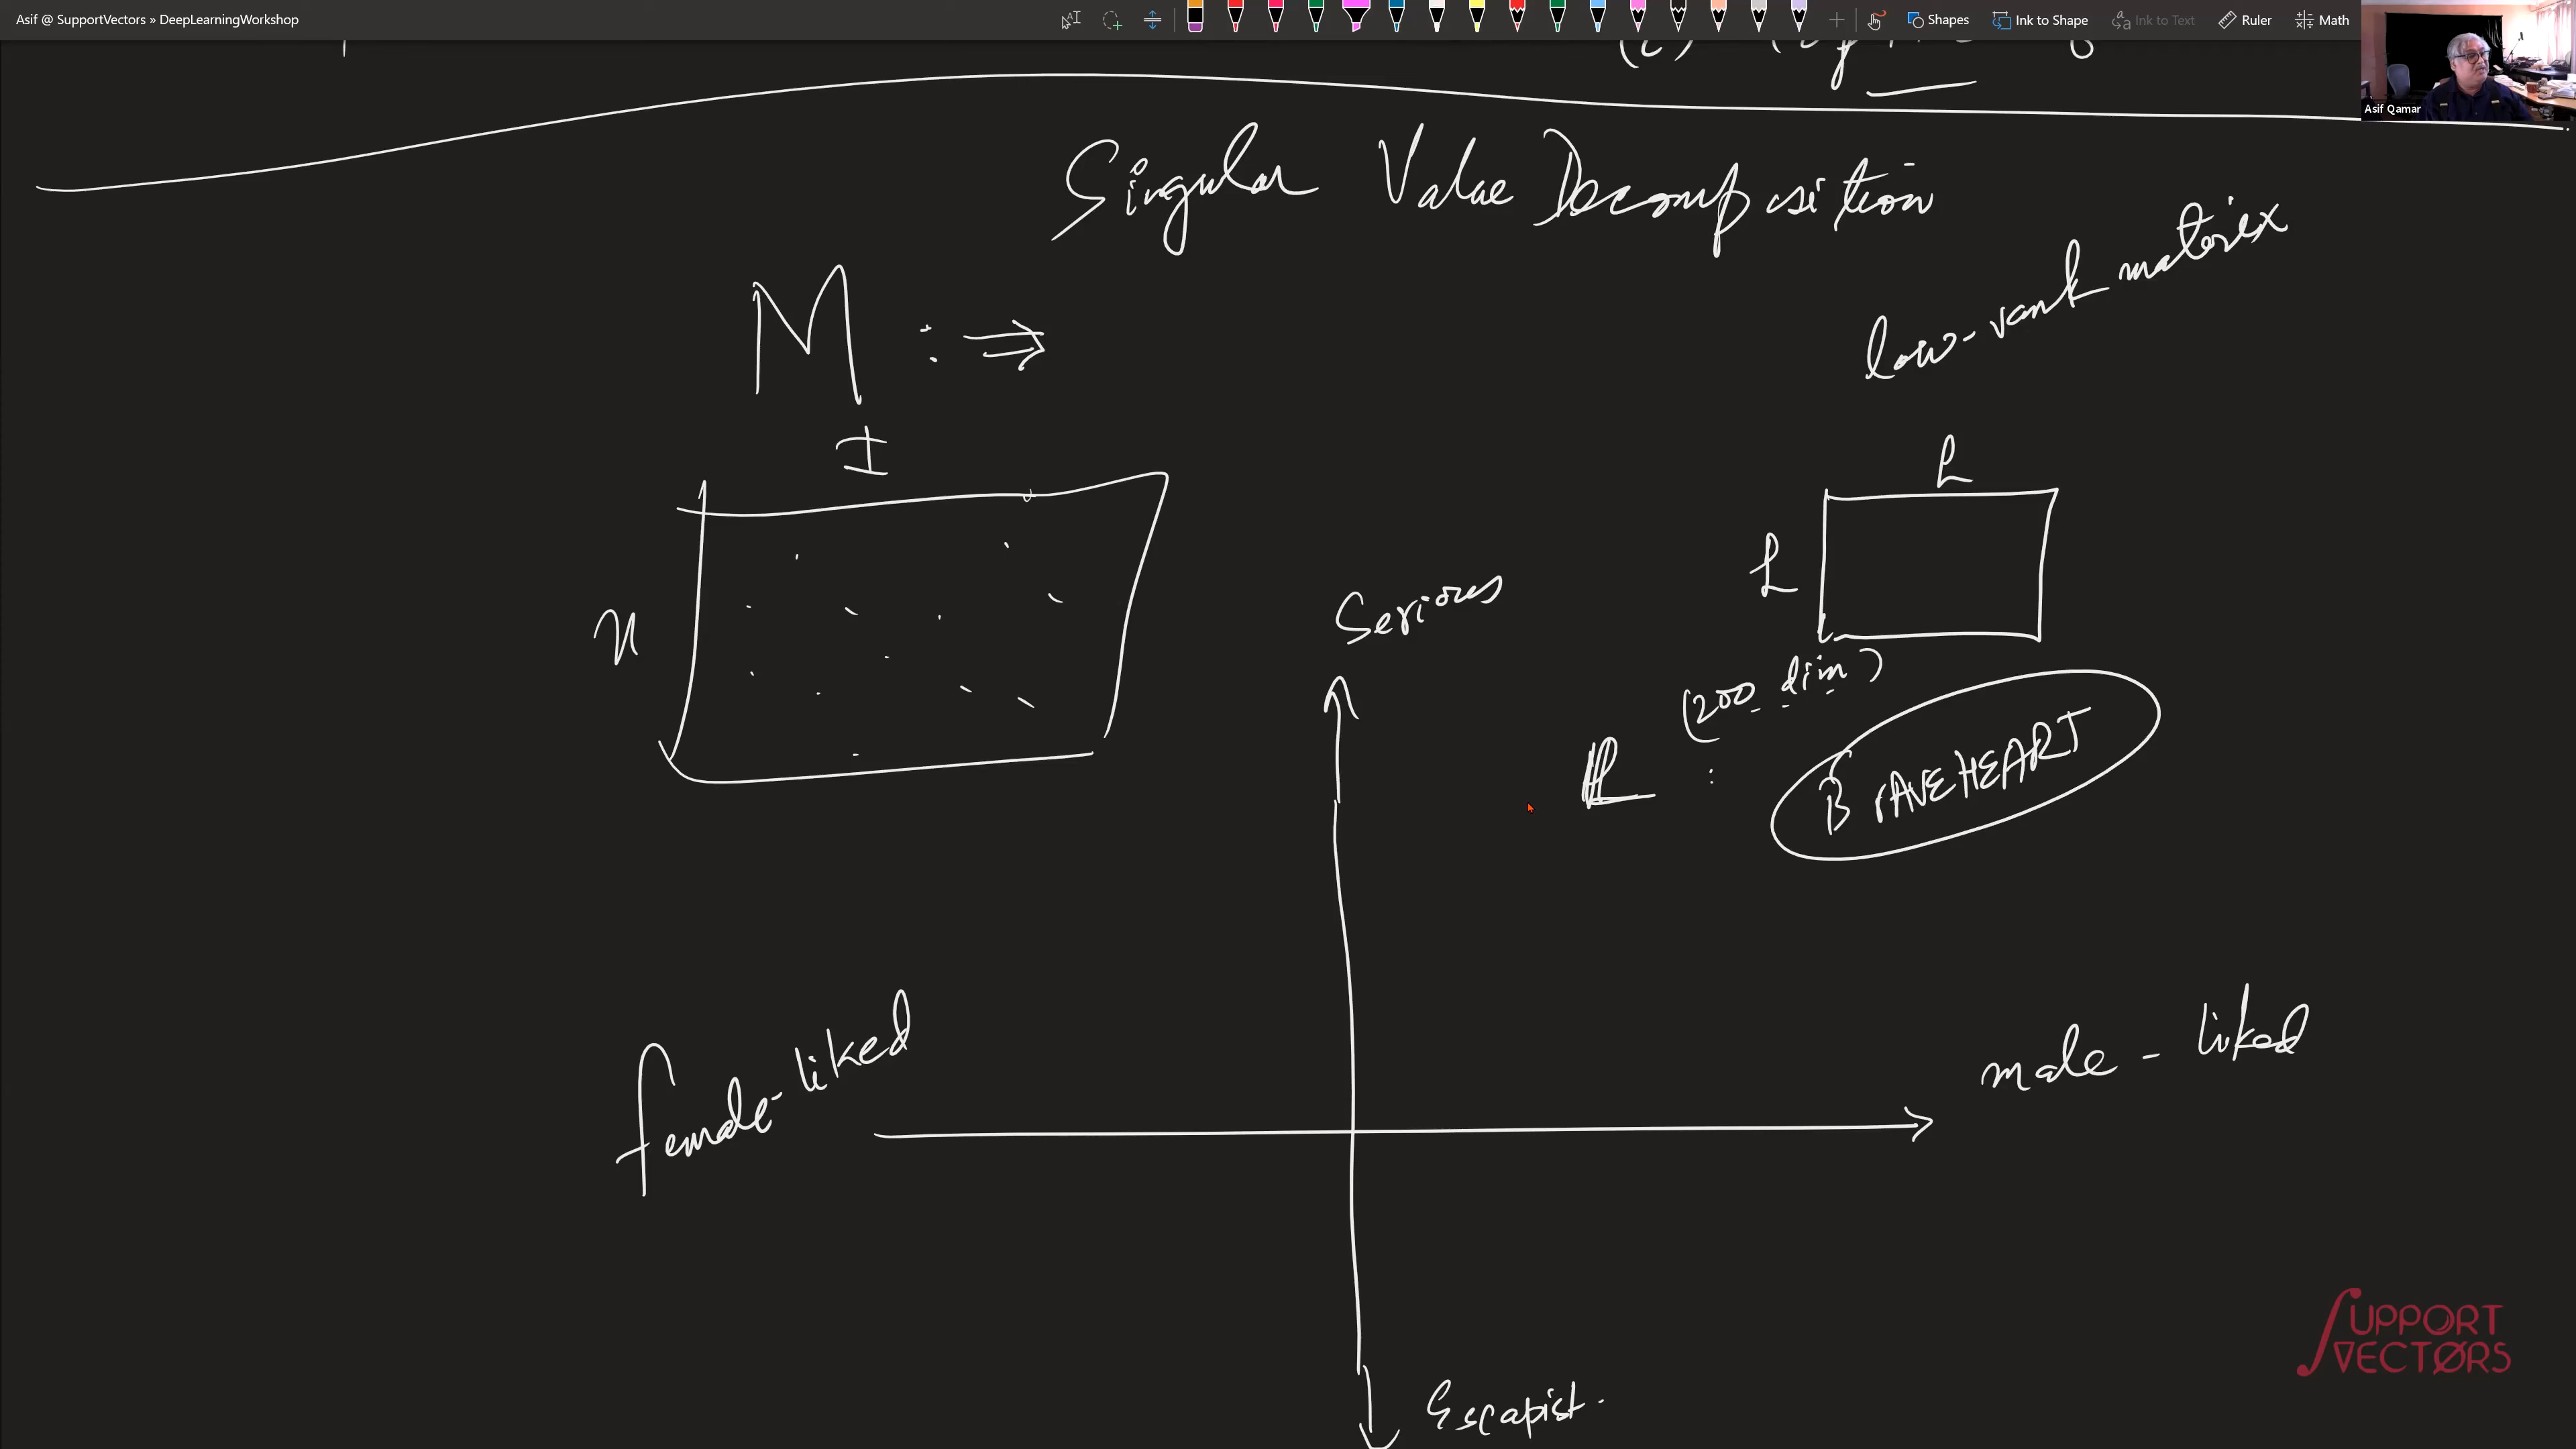 Asif @ SupportVectors » DeepLearningWorkshop
Shapes
Ink to Shape
Ink to Text
Ruler
Math
Asif Qamar
Singular Value Decomposition
low-rank matrix
M : ⇒
I
L
L
n
Serious
(200 dim)
L :
BRAVEHEART
female-liked
male - liked
Escapist.
SUPPORT
VECTORS